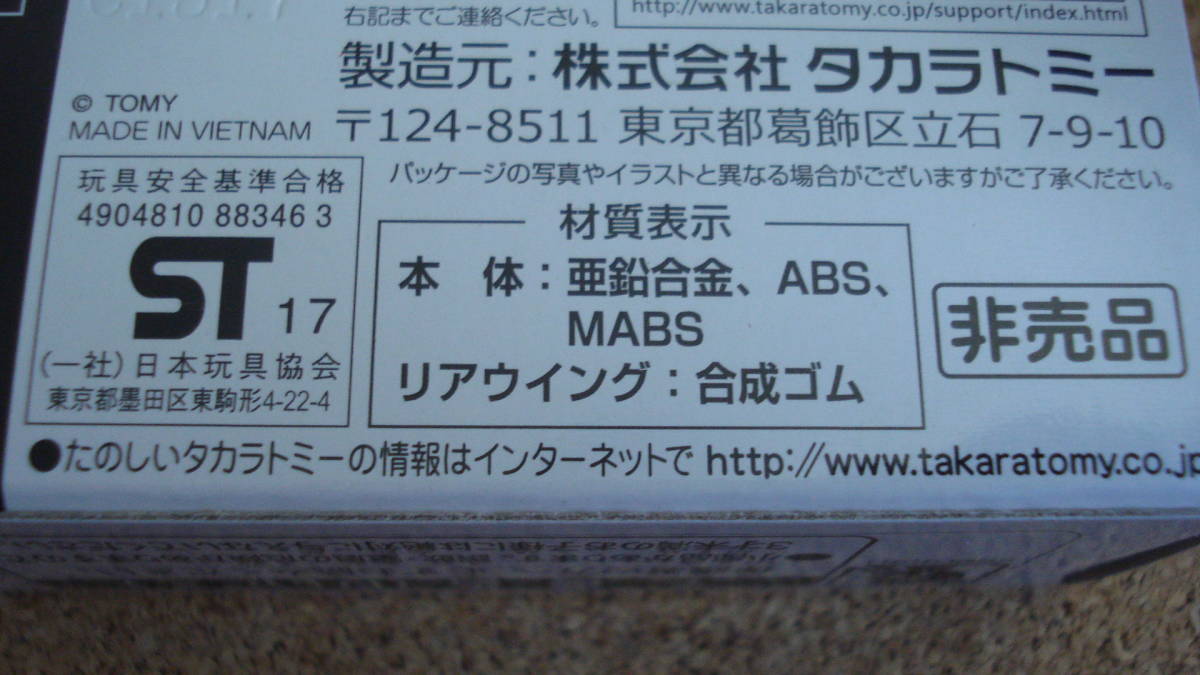 右記までご連絡ください。
http://www.takaratomy.co.jp/support/index.html
製造元：株式会社 タカラトミー
© TOMY
MADE IN VIETNAM
〒124-8511 東京都葛飾区立石 7-9-10
パッケージの写真やイラストと異なる場合がございますがご了承ください。
玩具安全基準合格
4904810 88346 3
ST 17
(一社)日本玩具協会
東京都墨田区東駒形4-22-4
材質表示
本 体：亜鉛合金、ABS、
MABS
リアウイング：合成ゴム
非売品
●たのしいタカラトミーの情報はインターネットで http://www.takaratomy.co.jp